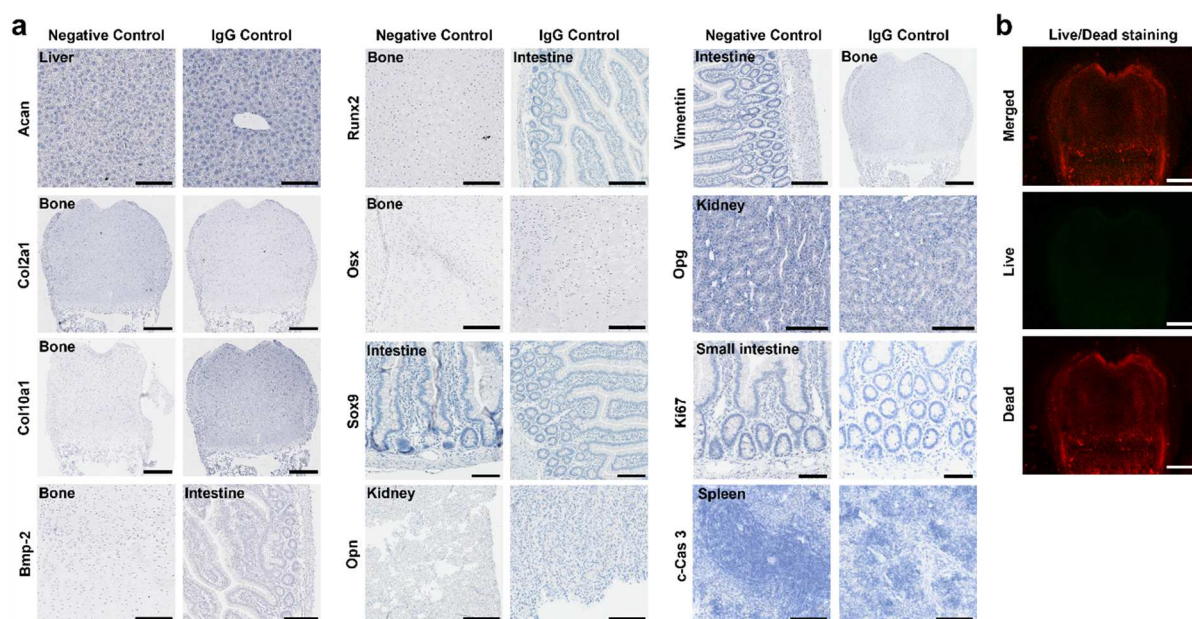 a
Negative Control IgG Control
Negative Control IgG Control
Negative Control IgG Control
b
Live/Dead staining
Acan
Liver
Runx2
Bone
Intestine
Vimentin
Intestine
Bone
Merged
Col2a1
Bone
Osx
Bone
Opg
Kidney
Live
Col10a1
Bone
Sox9
Intestine
Ki67
Small intestine
Dead
Bmp-2
Bone
Intestine
Opn
Kidney
c-Cas 3
Spleen